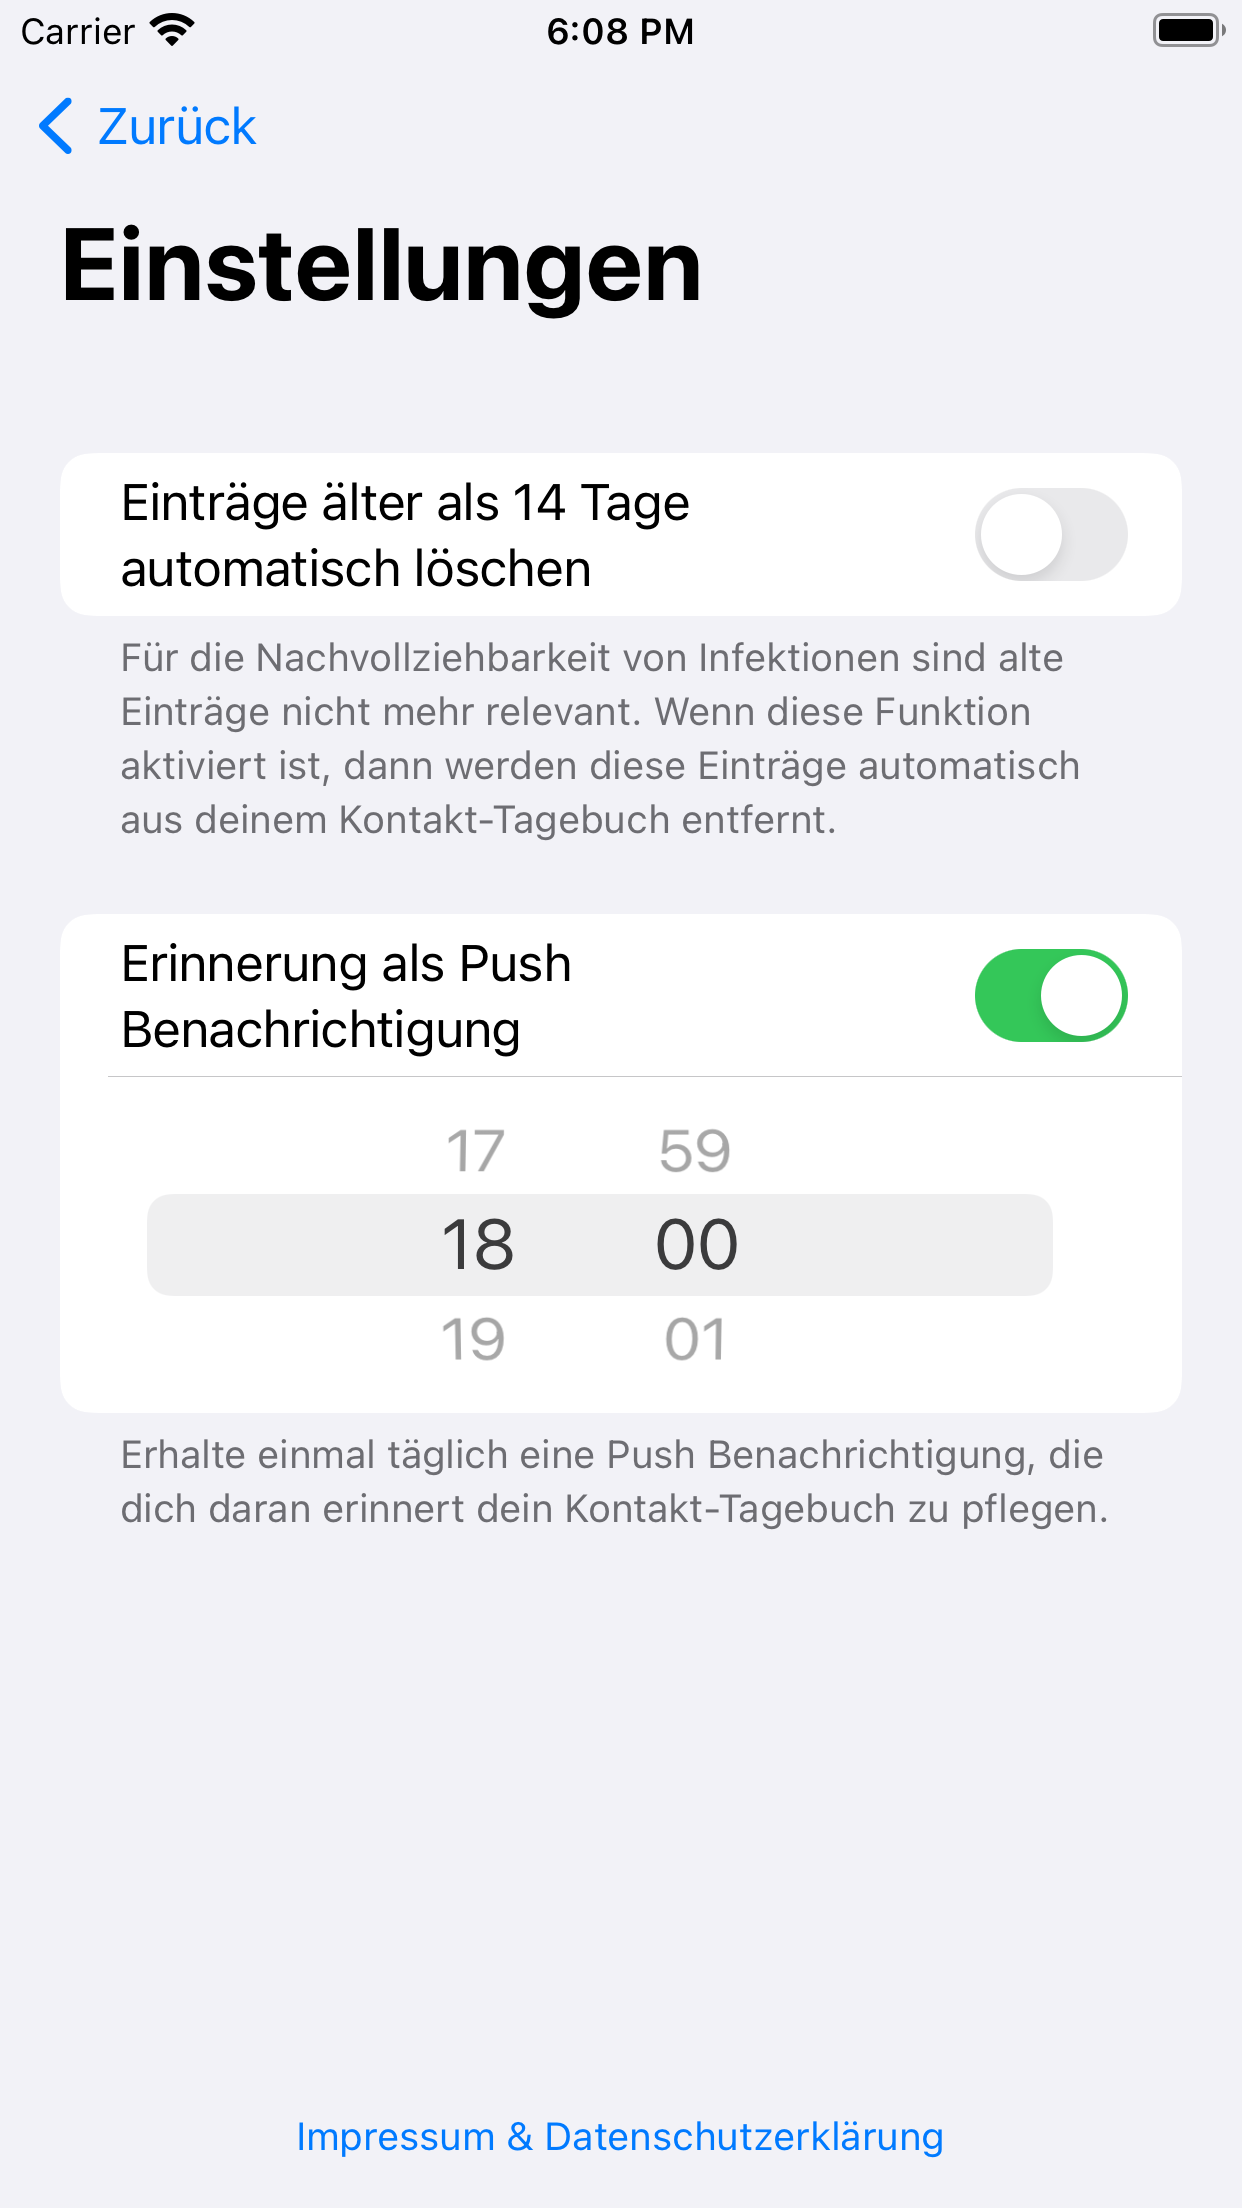 Carrier 6:08 PM
Zurück
Einstellungen
Einträge älter als 14 Tage
automatisch löschen
Für die Nachvollziehbarkeit von Infektionen sind alte
Einträge nicht mehr relevant. Wenn diese Funktion
aktiviert ist, dann werden diese Einträge automatisch
aus deinem Kontakt-Tagebuch entfernt.
Erinnerung als Push
Benachrichtigung
17 59
18 00
19 01
Erhalte einmal täglich eine Push Benachrichtigung, die
dich daran erinnert dein Kontakt-Tagebuch zu pflegen.
Impressum & Datenschutzerklärung